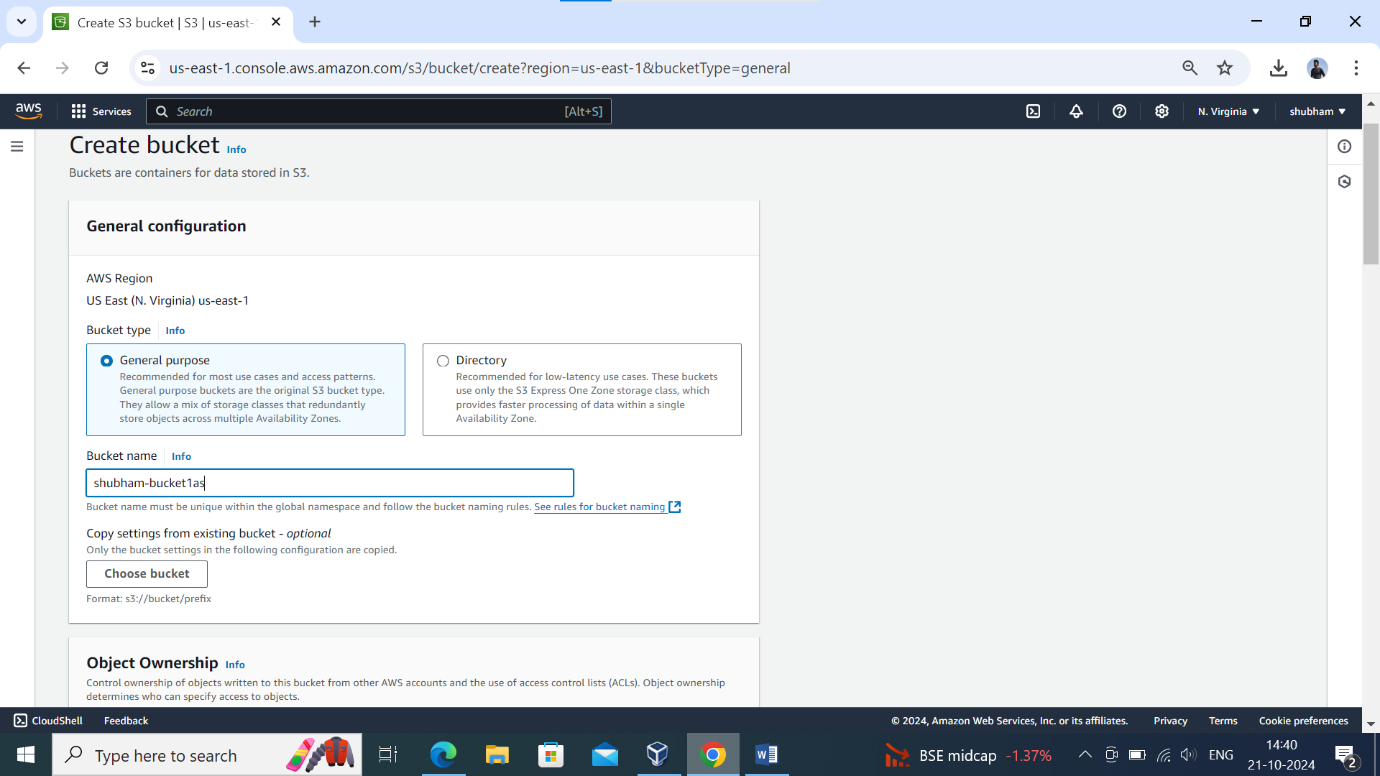 Create S3 bucket | S3 | us-east-
us-east-1.console.aws.amazon.com/s3/bucket/create?region=us-east-1&bucketType=general
aws
Services
Search
[Alt+S]
N. Virginia
shubham
Create bucket Info
Buckets are containers for data stored in S3.
General configuration
AWS Region
US East (N. Virginia) us-east-1
Bucket type Info
General purpose
Recommended for most use cases and access patterns.
General purpose buckets are the original S3 bucket type.
They allow a mix of storage classes that redundantly
store objects across multiple Availability Zones.
Directory
Recommended for low-latency use cases. These buckets
use only the S3 Express One Zone storage class, which
provides faster processing of data within a single
Availability Zone.
Bucket name Info
shubham-bucket1as
Bucket name must be unique within the global namespace and follow the bucket naming rules. See rules for bucket naming
Copy settings from existing bucket - optional
Only the bucket settings in the following configuration are copied.
Choose bucket
Format: s3://bucket/prefix
Object Ownership Info
Control ownership of objects written to this bucket from other AWS accounts and the use of access control lists (ACLs). Object ownership
determines who can specify access to objects.
CloudShell
Feedback
© 2024, Amazon Web Services, Inc. or its affiliates.
Privacy
Terms
Cookie preferences
Type here to search
BSE midcap -1.37%
ENG
14:40
21-10-2024
2